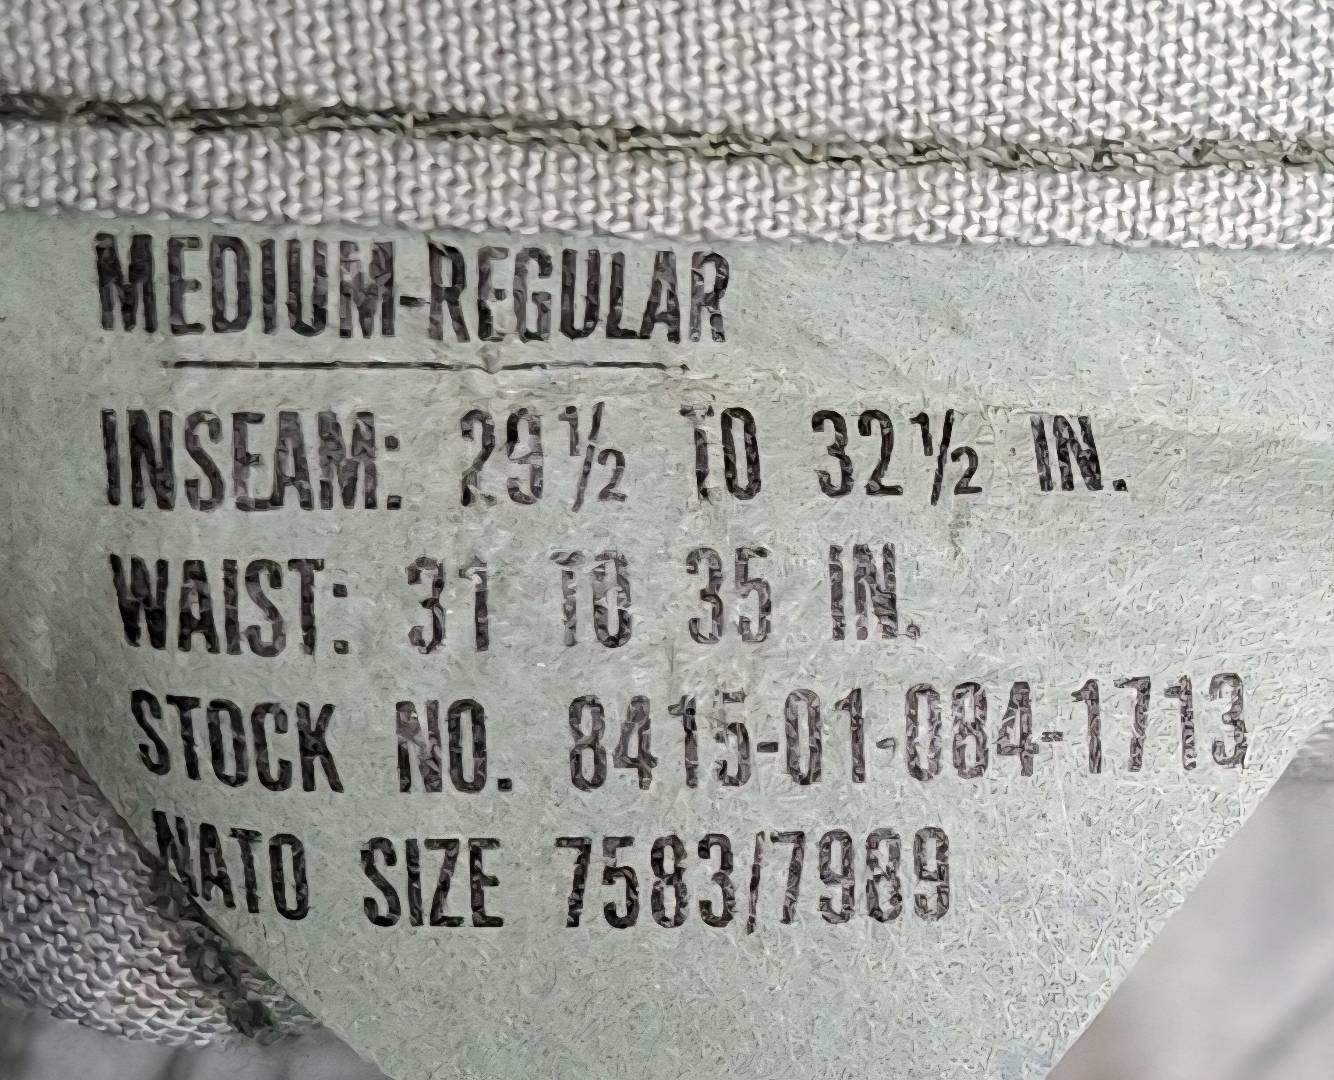 MEDIUM-REGULAR
INSEAM: 29½ TO 32½ IN.
WAIST: 31 TO 35 IN.
STOCK NO. 8415-01-084-1713
NATO SIZE 7583/7989